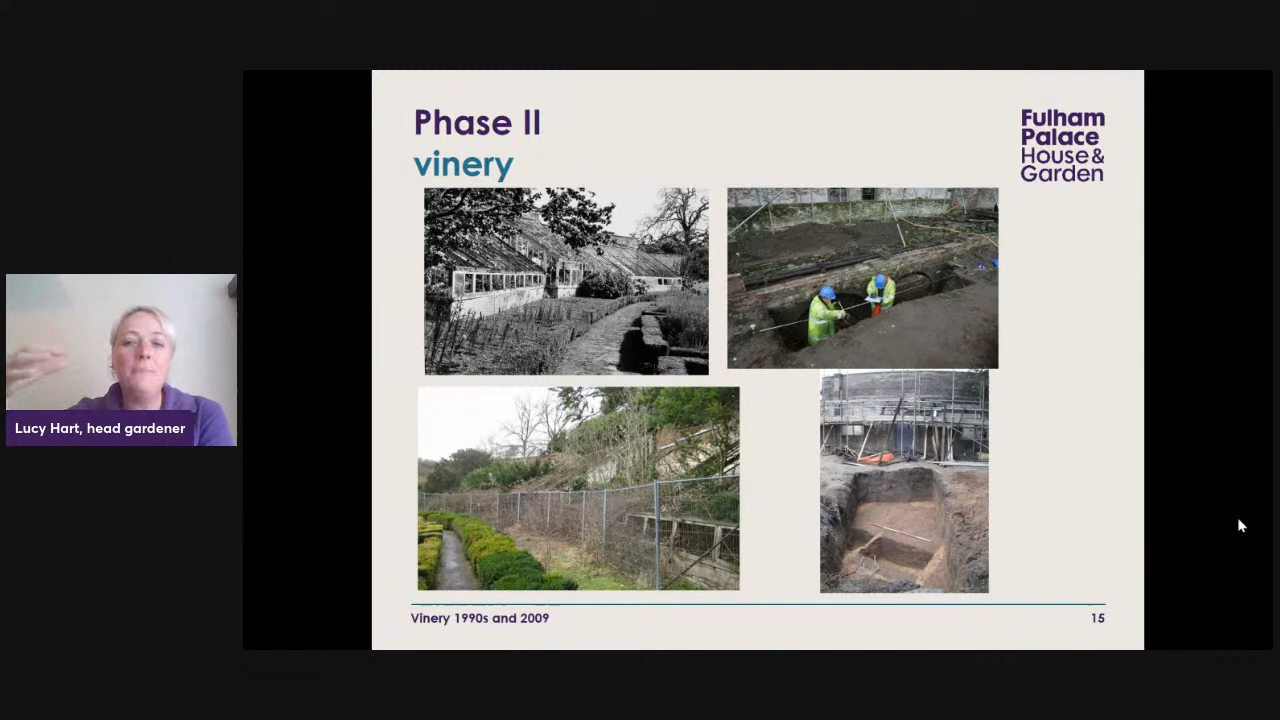 Phase II
vinery
Fulham
Palace
House &
Garden
Lucy Hart, head gardener
Vinery 1990s and 2009
15